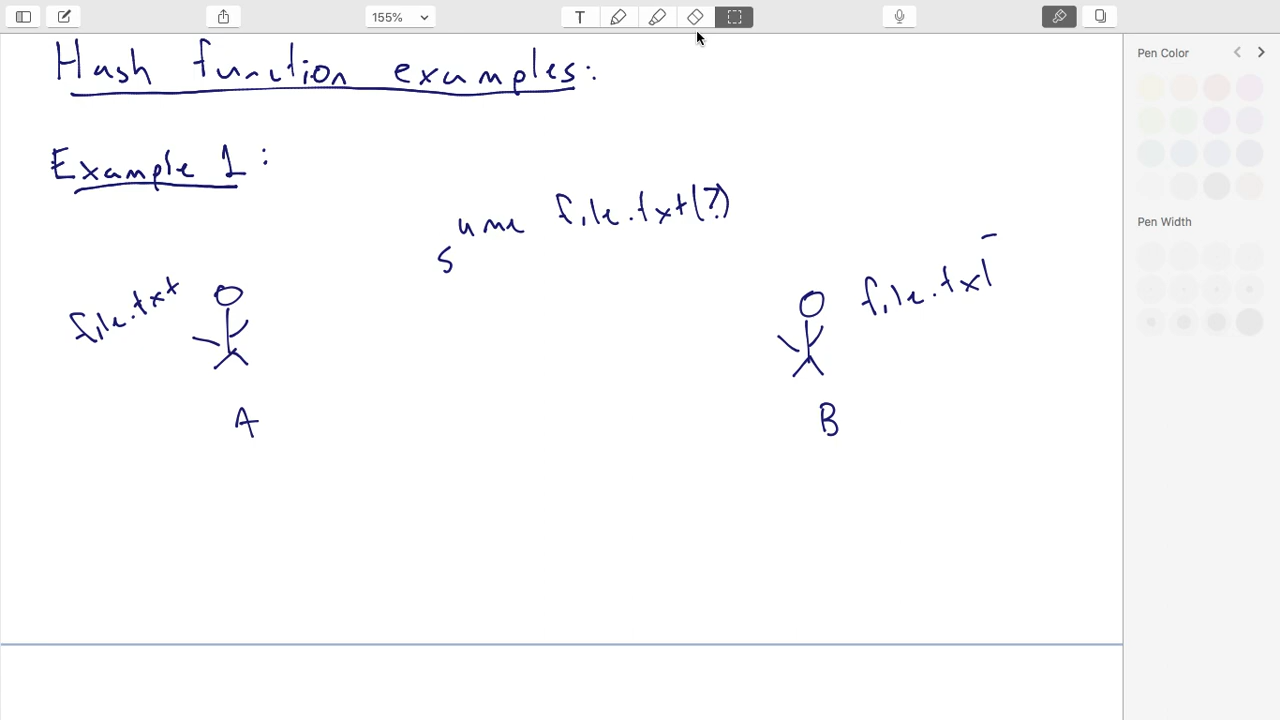 155%
T
Pen Color
Hash function examples:
Example 1:
same file.txt(?)
file.txt
file.txt
Pen Width
A
B